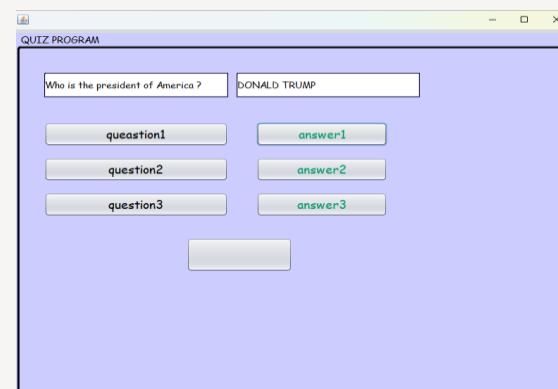 QUIZ PROGRAM
Who is the president of America ?
DONALD TRUMP
queastion1
answer1
question2
answer2
question3
answer3